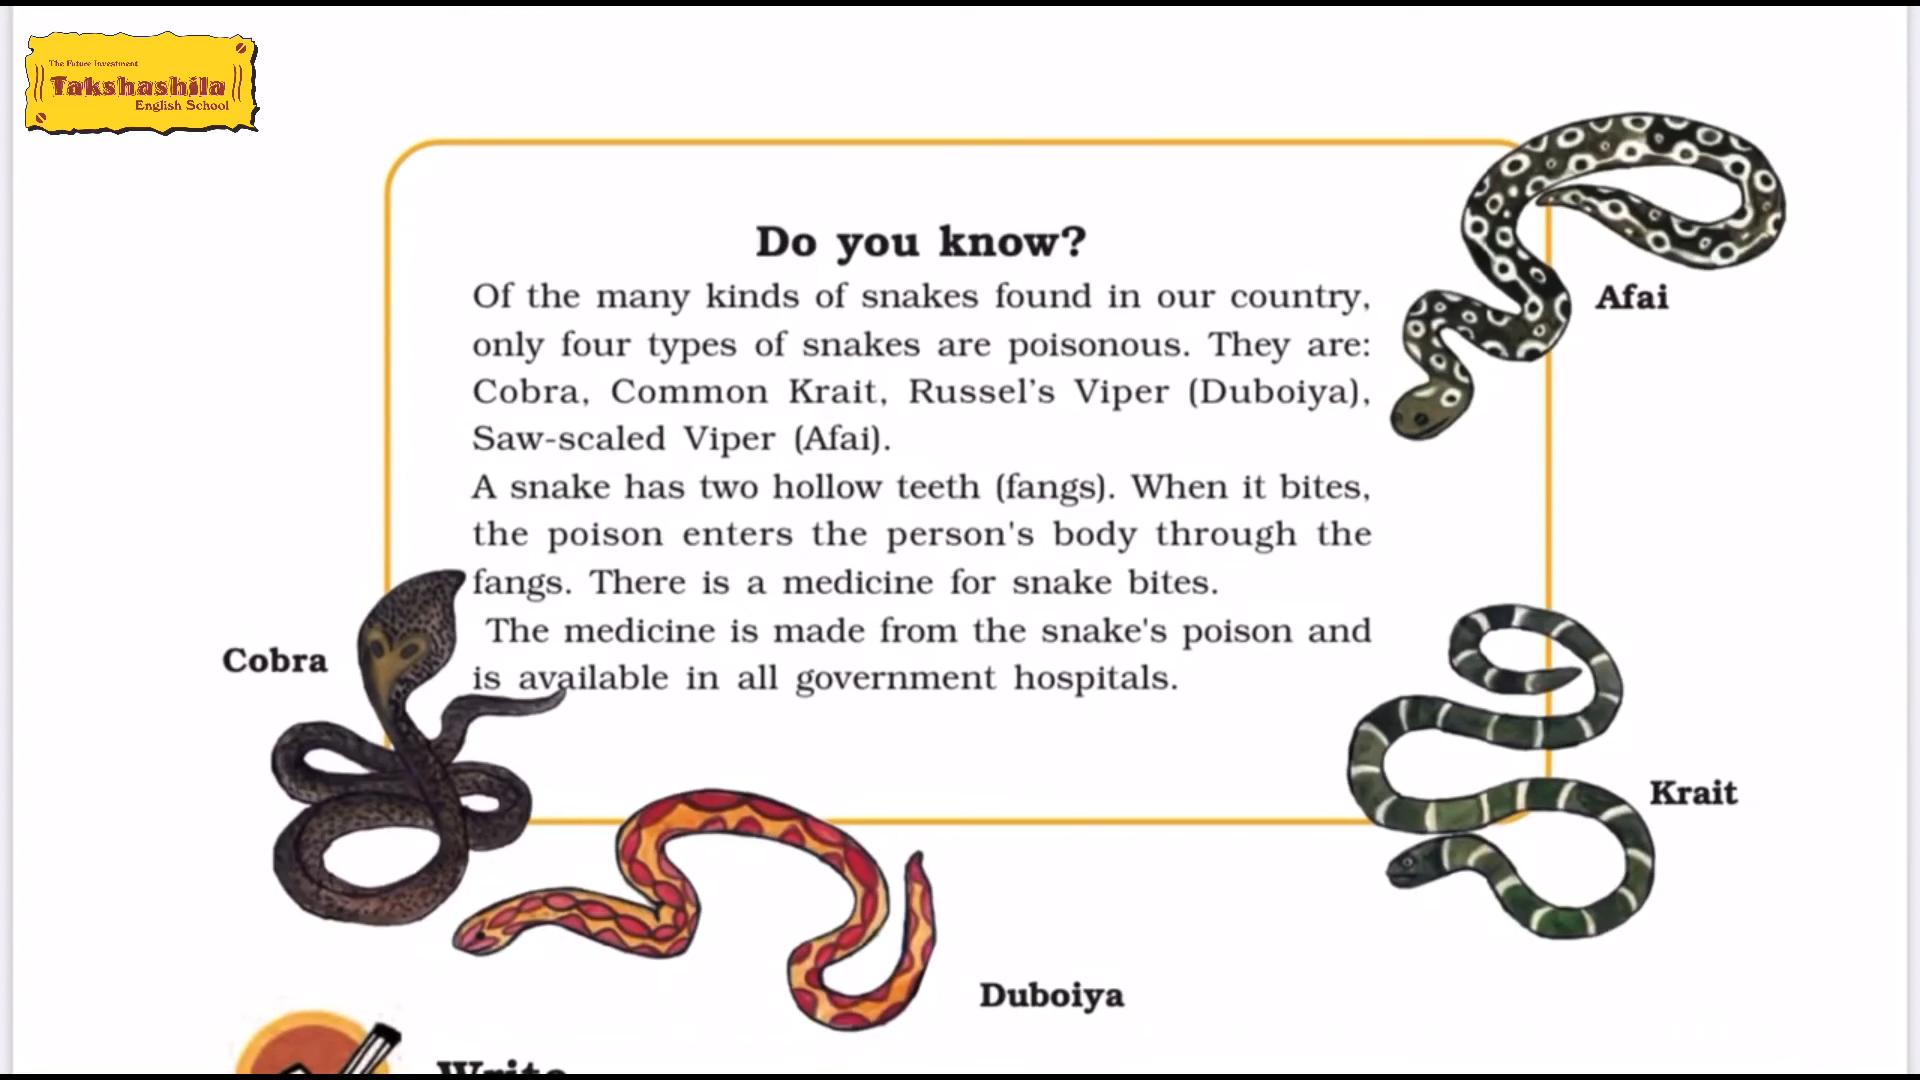 The Future Investment
Takshashila
English School
Do you know?
Of the many kinds of snakes found in our country,
only four types of snakes are poisonous. They are:
Cobra, Common Krait, Russel's Viper (Duboiya),
Saw-scaled Viper (Afai).
A snake has two hollow teeth (fangs). When it bites,
the poison enters the person's body through the
fangs. There is a medicine for snake bites.
The medicine is made from the snake's poison and
is available in all government hospitals.
Afai
Cobra
Krait
Duboiya
Write